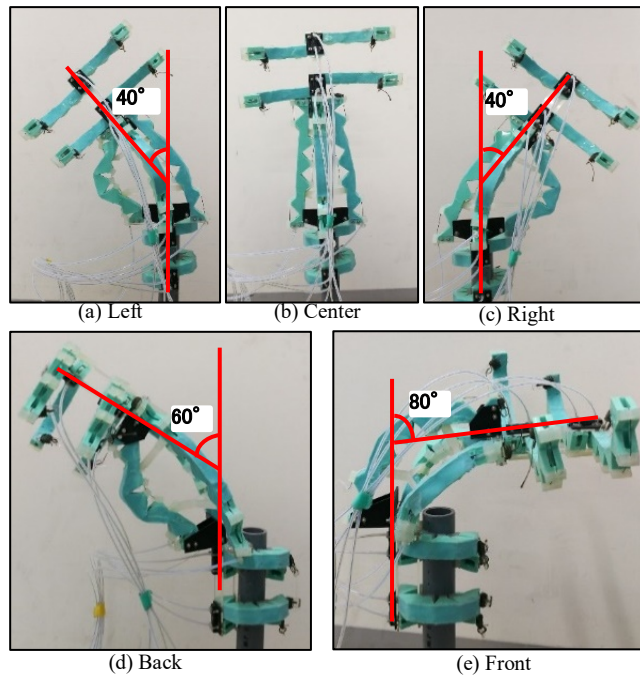 40°
40°
(a) Left
(b) Center
(c) Right
60°
80°
(d) Back
(e) Front